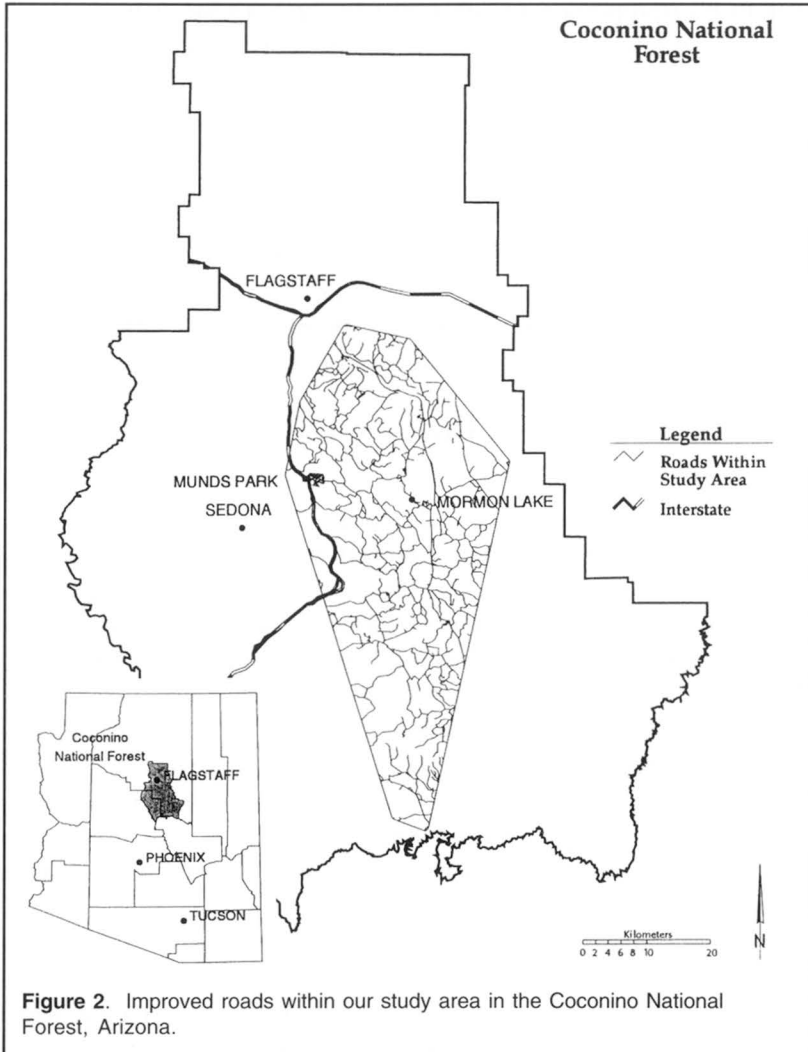 Coconino National
Forest
FLAGSTAFF
MUNDS PARK
SEDONA
MORMON LAKE
Legend
Roads Within
Study Area
Interstate
Coconino
National Forest
FLAGSTAFF
PHOENIX
TUCSON
Kilometers
0 2 4 6 8 10 20
N
Figure 2. Improved roads within our study area in the Coconino National
Forest, Arizona.